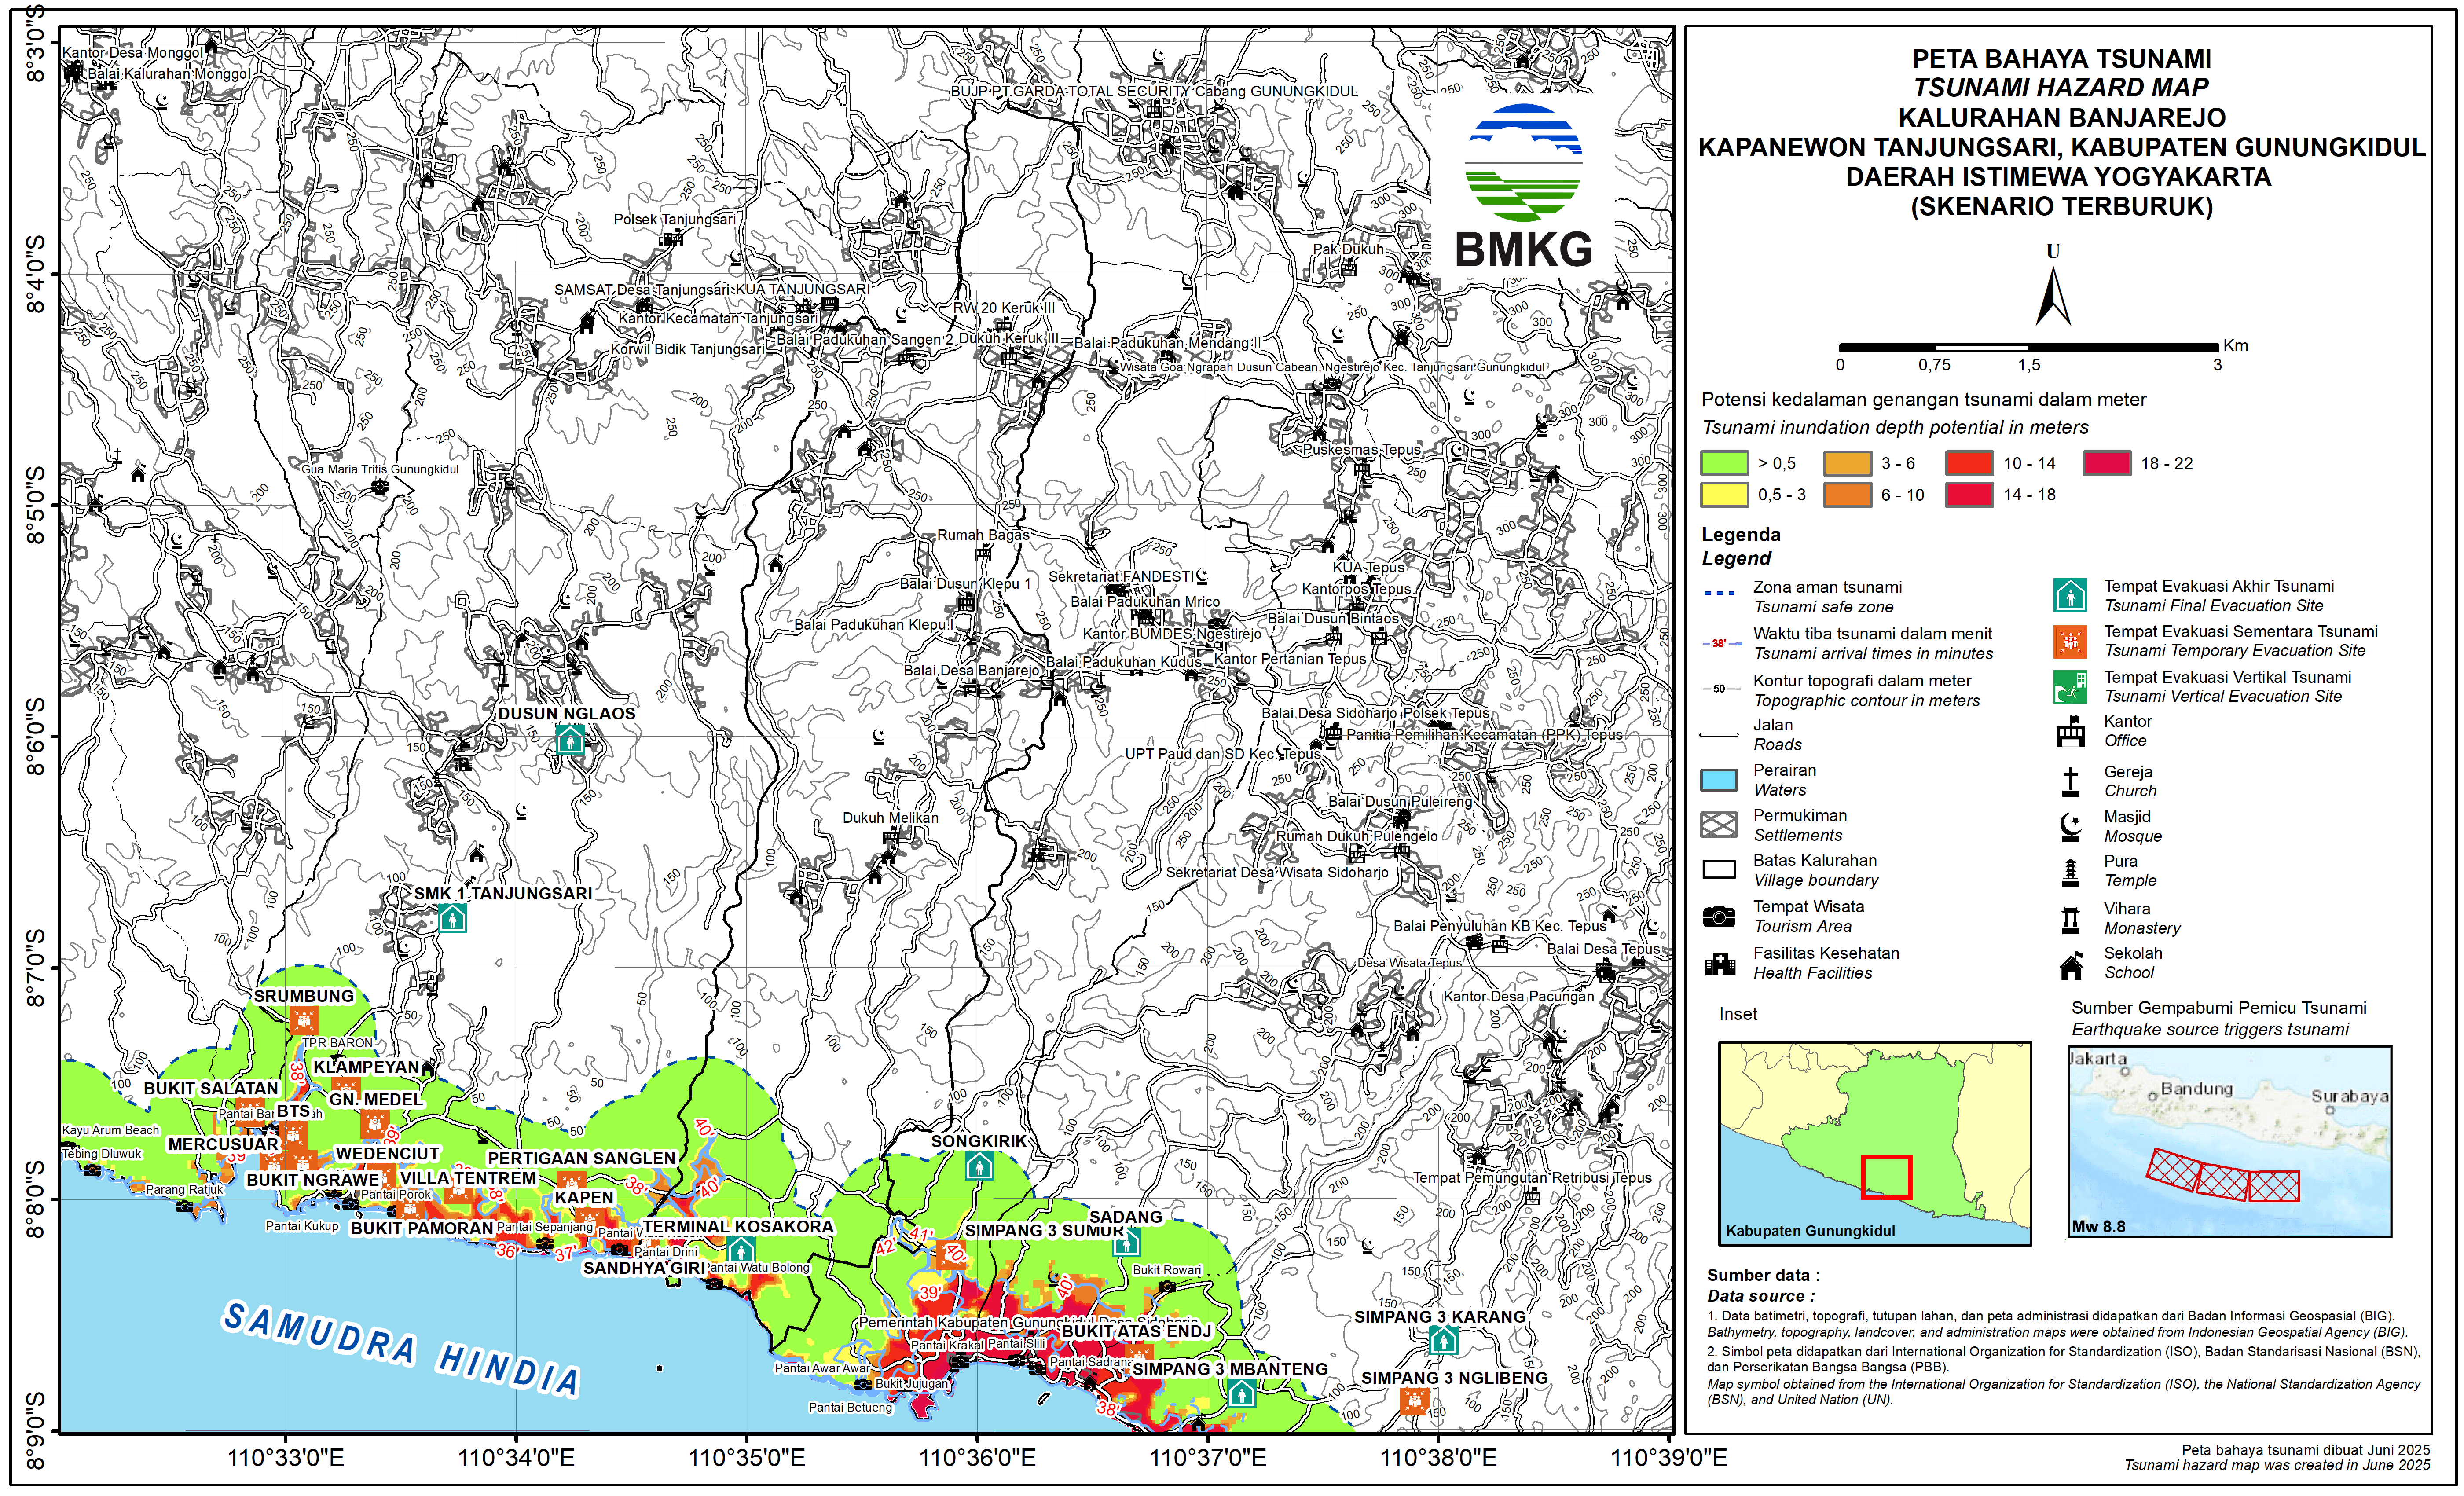 PETA BAHAYA TSUNAMI
TSUNAMI HAZARD MAP
KALURAHAN BANJAREJO
KAPANEWON TANJUNGSARI, KABUPATEN GUNUNGKIDUL
DAERAH ISTIMEWA YOGYAKARTA
(SKENARIO TERBURUK)
U
Km
0 0,75 1,5 3
Potensi kedalaman genangan tsunami dalam meter
Tsunami inundation depth potential in meters
> 0,5 3 - 6 10 - 14 18 - 22
0,5 - 3 6 - 10 14 - 18
Legenda
Legend
Zona aman tsunami
Tsunami safe zone
38'
Waktu tiba tsunami dalam menit
Tsunami arrival times in minutes
50
Kontur topografi dalam meter
Topographic contour in meters
Jalan
Roads
Perairan
Waters
Permukiman
Settlements
Batas Kalurahan
Village boundary
Tempat Wisata
Tourism Area
Fasilitas Kesehatan
Health Facilities
Tempat Evakuasi Akhir Tsunami
Tsunami Final Evacuation Site
Tempat Evakuasi Sementara Tsunami
Tsunami Temporary Evacuation Site
Tempat Evakuasi Vertikal Tsunami
Tsunami Vertical Evacuation Site
Kantor
Office
Gereja
Church
Masjid
Mosque
Pura
Temple
Vihara
Monastery
Sekolah
School
Inset
Kabupaten Gunungkidul
Sumber Gempabumi Pemicu Tsunami
Earthquake source triggers tsunami
Jakarta
Bandung
Surabaya
Mw 8.8
Sumber data :
Data source :
1. Data batimetri, topografi, tutupan lahan, dan peta administrasi didapatkan dari Badan Informasi Geospasial (BIG).
Bathymetry, topography, landcover, and administration maps were obtained from Indonesian Geospatial Agency (BIG).
2. Simbol peta didapatkan dari International Organization for Standardization (ISO), Badan Standarisasi Nasional (BSN),
dan Perserikatan Bangsa Bangsa (PBB).
Map symbol obtained from the International Organization for Standardization (ISO), the National Standardization Agency
(BSN), and United Nation (UN).
Peta bahaya tsunami dibuat Juni 2025
Tsunami hazard map was created in June 2025
BMKG
8°3'0"S
8°4'0"S
8°5'0"S
8°6'0"S
8°7'0"S
8°8'0"S
8°9'0"S
110°33'0"E 110°34'0"E 110°35'0"E 110°36'0"E 110°37'0"E 110°38'0"E 110°39'0"E
Kantor Desa Monggol
Balai Kalurahan Monggol
BUJP PT.GARDA TOTAL SECURITY Cabang GUNUNGKIDUL
Polsek Tanjungsari
Pak Dukuh
SAMSAT Desa Tanjungsari
KUA TANJUNGSARI
Kantor Kecamatan Tanjungsari
RW 20 Keruk III
Korwil Bidik Tanjungsari
Balai Padukuhan Sangen 2
Dukuh Keruk III
Balai Padukuhan Mendang II
Wisata Goa Ngrapah Dusun Cabean, Ngestirejo Kec. Tanjungsari Gunungkidul
Gua Maria Tritis Gunungkidul
Puskesmas Tepus
Rumah Bagas
Balai Dusun Klepu 1
Sekretariat FANDESTI
KUA Tepus
Kantorpos Tepus
Balai Padukuhan Mrico
Balai Padukuhan Klepu I
Balai Dusun Bintaos
Kantor BUMDES Ngestirejo
Balai Desa Banjarejo
Balai Padukuhan Kudus
Kantor Pertanian Tepus
DUSUN NGLAOS
Balai Desa Sidoharjo
Polsek Tepus
Panitia Pemilihan Kecamatan (PPK) Tepus
UPT Paud dan SD Kec. Tepus
Dukuh Melikan
Balai Dusun Puleireng
Rumah Dukuh Pulengelo
Sekretariat Desa Wisata Sidoharjo
SMK 1 TANJUNGSARI
Balai Penyuluhan KB Kec. Tepus
Balai Desa Tepus
Desa Wisata Tepus
Kantor Desa Pacungan
SRUMBUNG
TPR BARON
KLAMPEYAN
BUKIT SALATAN
GN. MEDEL
BTS
Kayu Arum Beach
MERCUSUAR
Tebing Dluwuk
WEDENCIUT
PERTIGAAN SANGLEN
SONGKIRIK
BUKIT NGRAWE
VILLA TENTREM
Parang Ratjuk
Pantai Porok
KAPEN
Tempat Pemungutan Retribusi Tepus
Pantai Kukup
BUKIT PAMORAN
Pantai Sepanjang
TERMINAL KOSAKORA
SIMPANG 3 SUMUR
SADANG
Pantai Drini
SANDHYA GIRI
Pantai Watu Bolong
Bukit Rowari
SAMUDRA HINDIA
BUKIT ATAS ENDJ
SIMPANG 3 KARANG
Pantai Krakal
Pantai Slili
Pantai Awar Awar
Pantai Sadrana
SIMPANG 3 MBANTENG
Bukit Jujugan
SIMPANG 3 NGLIBENG
Pantai Betueng
36'
37'
38'
39'
40'
41'
42'